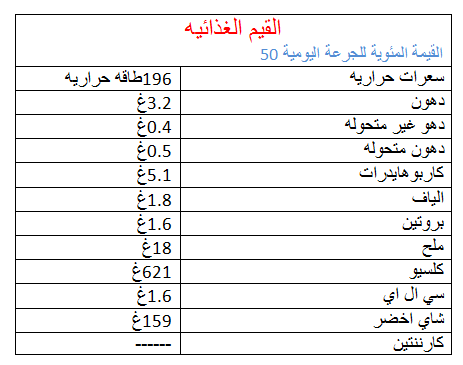 القيم الغذائيه
القيمة المئوية للجرعة اليومية 50
سعرات حراريه 196طاقه حراريه
دهون 3.2غ
دهو غير متحوله 0.4غ
دهون متحوله 0.5غ
كاربوهايدرات 5.1غ
الياف 1.8غ
بروتين 1.6غ
ملح 18غ
كلسيو 621غ
سي ال اي 1.6غ
شاي اخضر 159غ
كارننتين ------